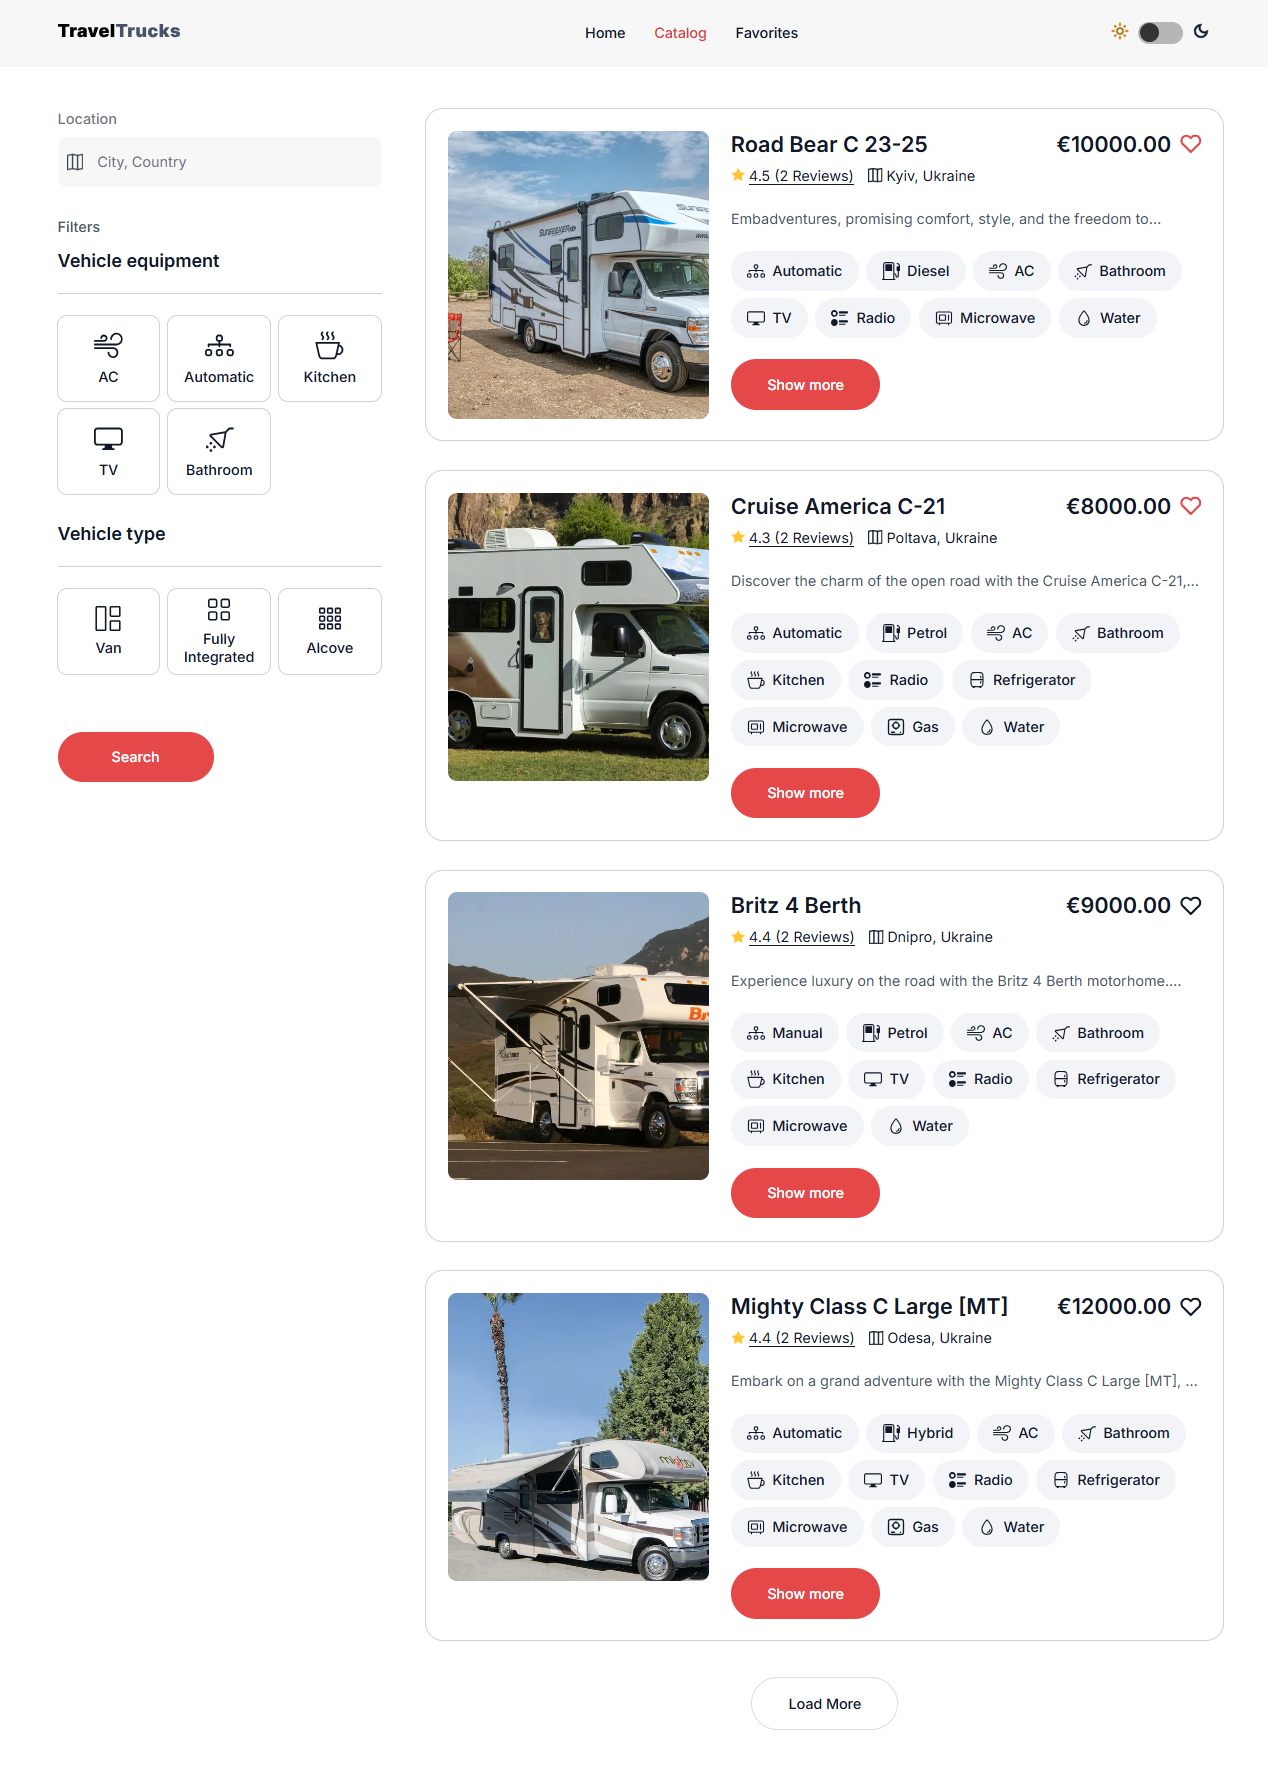 TravelTrucks
Home
Catalog
Favorites
Location
City, Country
Filters
Vehicle equipment
AC
Automatic
Kitchen
TV
Bathroom
Vehicle type
Van
Fully
Integrated
Alcove
Search
Road Bear C 23-25
€10000.00
4.5 (2 Reviews)
Kyiv, Ukraine
Embadventures, promising comfort, style, and the freedom to...
Automatic
Diesel
AC
Bathroom
TV
Radio
Microwave
Water
Show more
Cruise America C-21
€8000.00
4.3 (2 Reviews)
Poltava, Ukraine
Discover the charm of the open road with the Cruise America C-21,...
Automatic
Petrol
AC
Bathroom
Kitchen
Radio
Refrigerator
Microwave
Gas
Water
Show more
Britz 4 Berth
€9000.00
4.4 (2 Reviews)
Dnipro, Ukraine
Experience luxury on the road with the Britz 4 Berth motorhome....
Manual
Petrol
AC
Bathroom
Kitchen
TV
Radio
Refrigerator
Microwave
Water
Show more
Mighty Class C Large [MT]
€12000.00
4.4 (2 Reviews)
Odesa, Ukraine
Embark on a grand adventure with the Mighty Class C Large [MT], ...
Automatic
Hybrid
AC
Bathroom
Kitchen
TV
Radio
Refrigerator
Microwave
Gas
Water
Show more
mighty
Load More